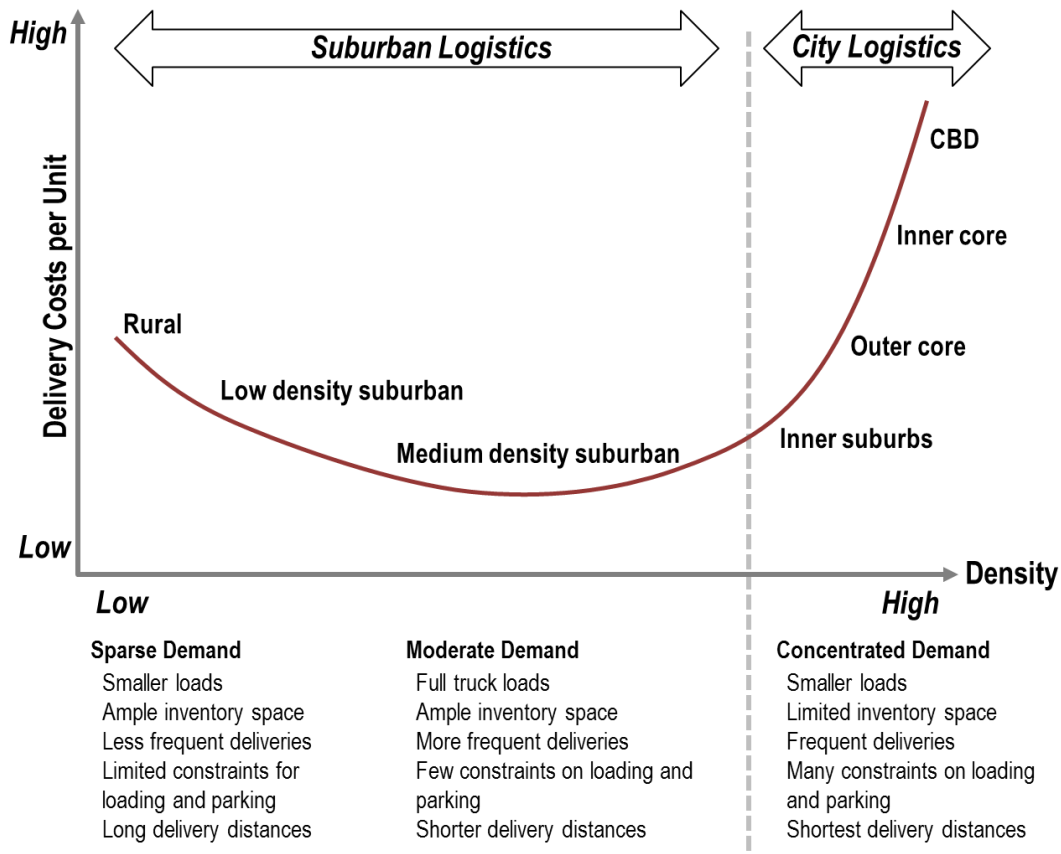 High
Suburban Logistics
City Logistics
Delivery Costs per Unit
CBD
Inner core
Rural
Outer core
Low density suburban
Medium density suburban
Inner suburbs
Low
Density
Low
High
Sparse Demand
Smaller loads
Ample inventory space
Less frequent deliveries
Limited constraints for
loading and parking
Long delivery distances
Moderate Demand
Full truck loads
Ample inventory space
More frequent deliveries
Few constraints on loading and
parking
Shorter delivery distances
Concentrated Demand
Smaller loads
Limited inventory space
Frequent deliveries
Many constraints on loading
and parking
Shortest delivery distances